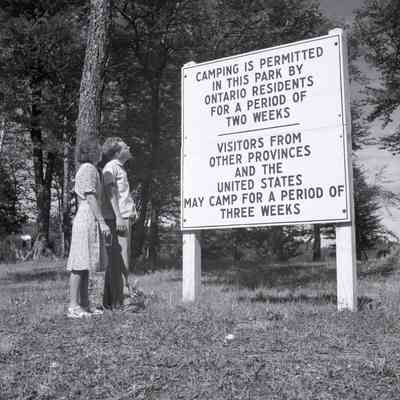 CAMPING IS PERMITTED
IN THIS PARK BY
ONTARIO RESIDENTS
FOR A PERIOD OF
TWO WEEKS
VISITORS FROM
OTHER PROVINCES
AND THE
UNITED STATES
MAY CAMP FOR A PERIOD OF
THREE WEEKS